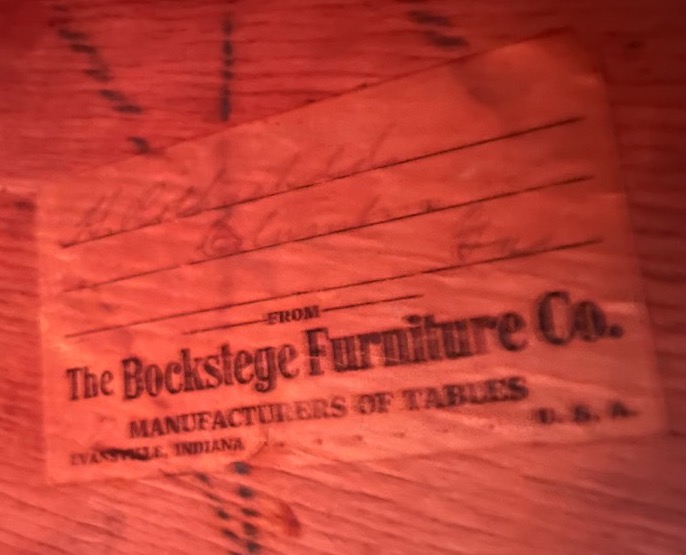 FROM
The Bockstege Furniture Co.
MANUFACTURERS OF TABLES
EVANSVILLE, INDIANA U. S. A.